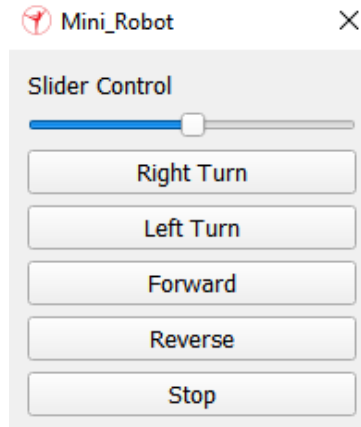 Mini_Robot
Slider Control
Right Turn
Left Turn
Forward
Reverse
Stop